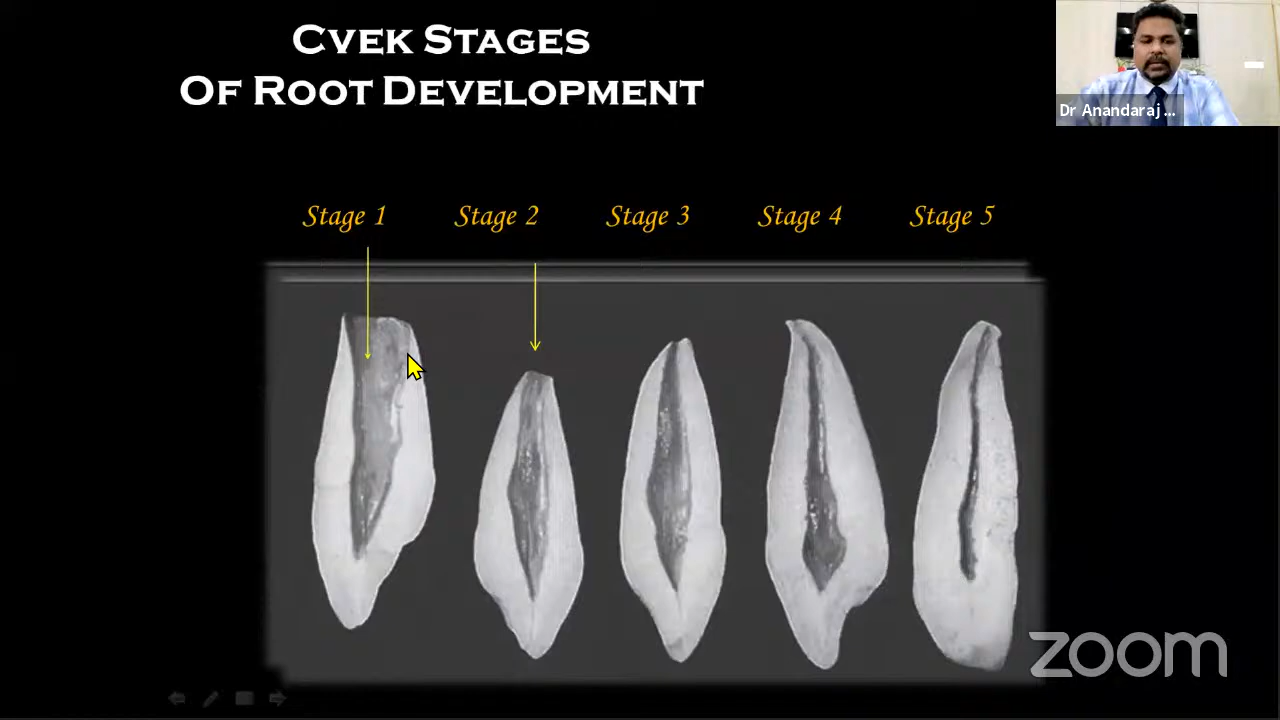 CVEK STAGES
OF ROOT DEVELOPMENT
Dr Anandaraj ...
Stage 1 Stage 2 Stage 3 Stage 4 Stage 5
zoom